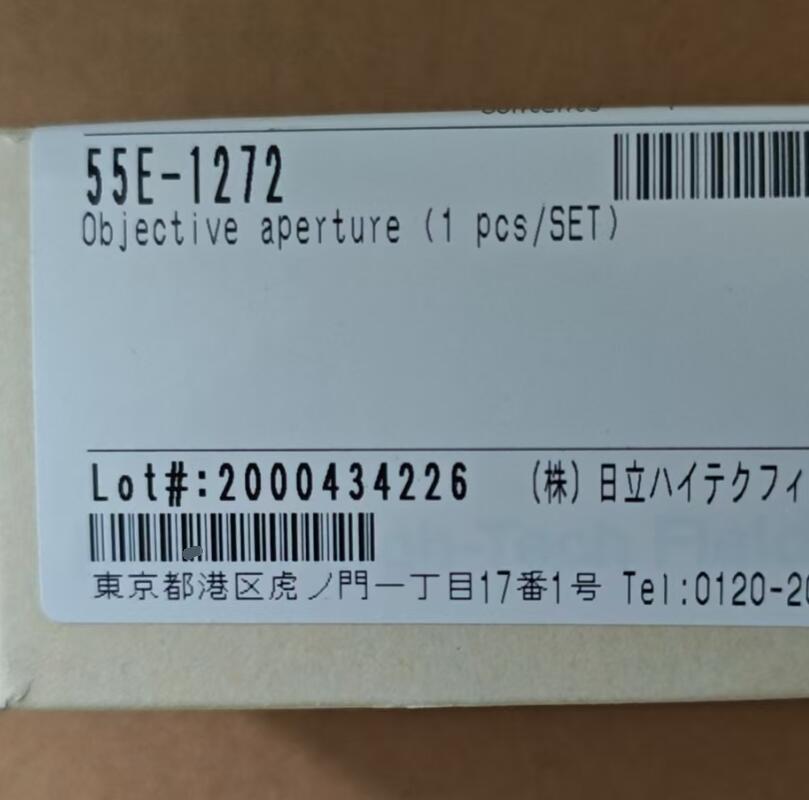 55E-1272
Objective aperture (1 pcs/SET)
Lot#:2000434226 (株)日立ハイテクフィ
東京都港区虎ノ門一丁目17番1号 Tel:0120-20